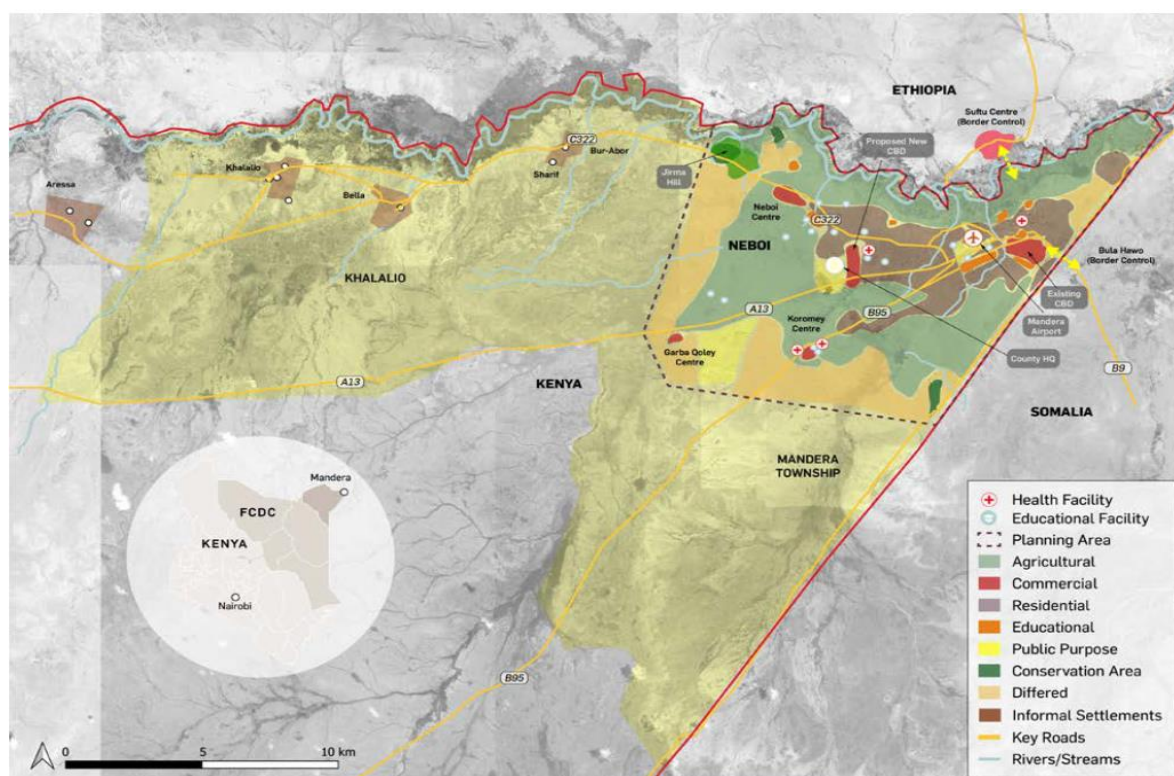 ETHIOPIA
Suftu Centre
(Border Control)
Proposed New
CBD
C322
Bur-Abor
Sharif
Khalalio
Aressa
Bella
Jirma
Hill
Neboi
Centre
C322
NEBOI
Bula Hawo
(Border Control)
KHALALIO
Existing
CBD
Koromey
Centre
A13
B95
Mandera
Airport
Garba Qoley
Centre
County HQ
A13
KENYA
B9
SOMALIA
MANDERA
TOWNSHIP
Mandera
FCDC
KENYA
Nairobi
B95
Health Facility
Educational Facility
Planning Area
Agricultural
Commercial
Residential
Educational
Public Purpose
Conservation Area
Differed
Informal Settlements
Key Roads
Rivers/Streams
0 5 10 km